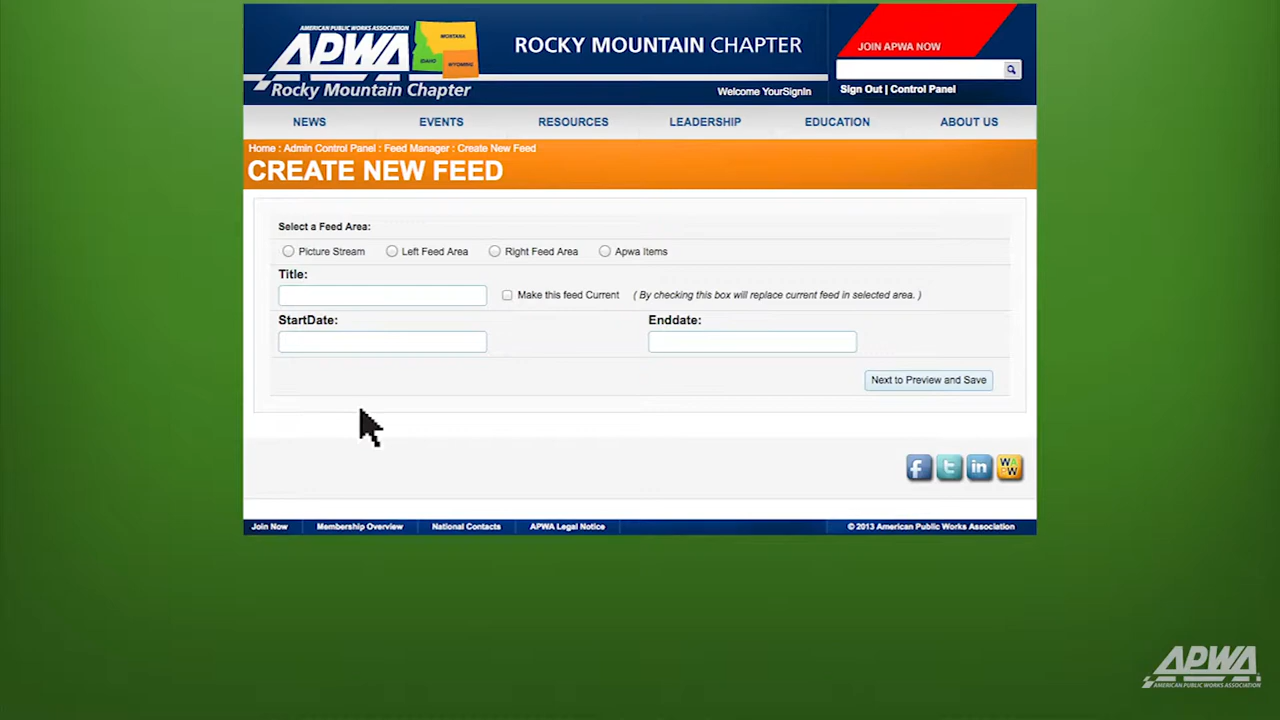 AMERICAN PUBLIC WORKS ASSOCIATION
APWA
MONTANA
IDAHO
WYOMING
Rocky Mountain Chapter
ROCKY MOUNTAIN CHAPTER
JOIN APWA NOW
Welcome YourSignIn
Sign Out | Control Panel
NEWS EVENTS RESOURCES LEADERSHIP EDUCATION ABOUT US
Home : Admin Control Panel : Feed Manager : Create New Feed
CREATE NEW FEED
Select a Feed Area:
Picture Stream Left Feed Area Right Feed Area Apwa Items
Title:
Make this feed Current ( By checking this box will replace current feed in selected area. )
StartDate: Enddate:
Next to Preview and Save
f t in W A P W
Join Now Membership Overview National Contacts APWA Legal Notice © 2013 American Public Works Association
APWA
AMERICAN PUBLIC WORKS ASSOCIATION